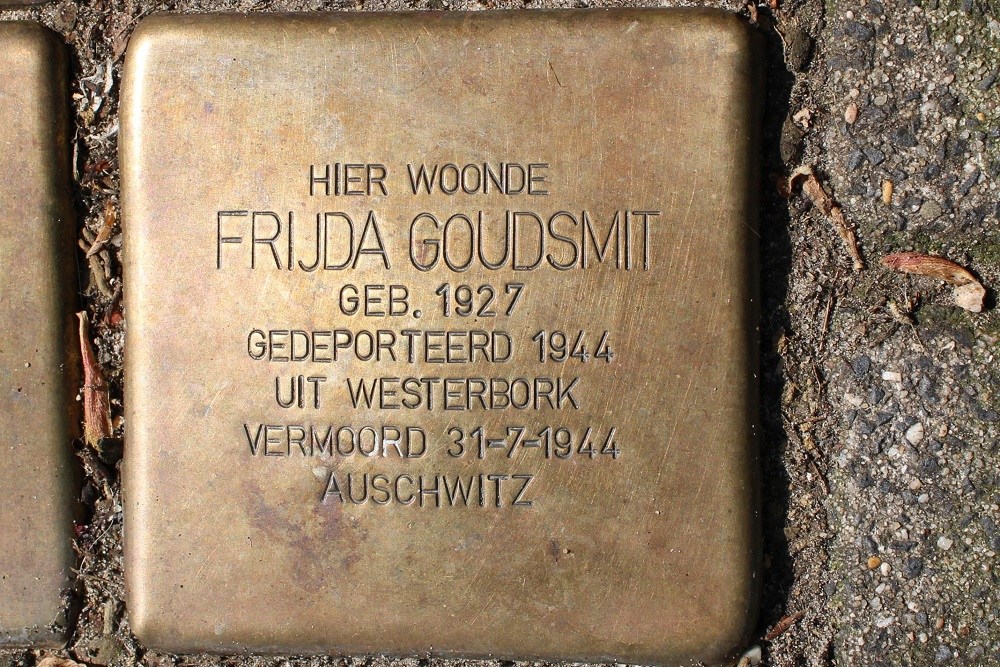 HIER WOONDE
FRIJDA GOUDSMIT
GEB. 1927
GEDEPORTEERD 1944
UIT WESTERBORK
VERMOORD 31-7-1944
AUSCHWITZ